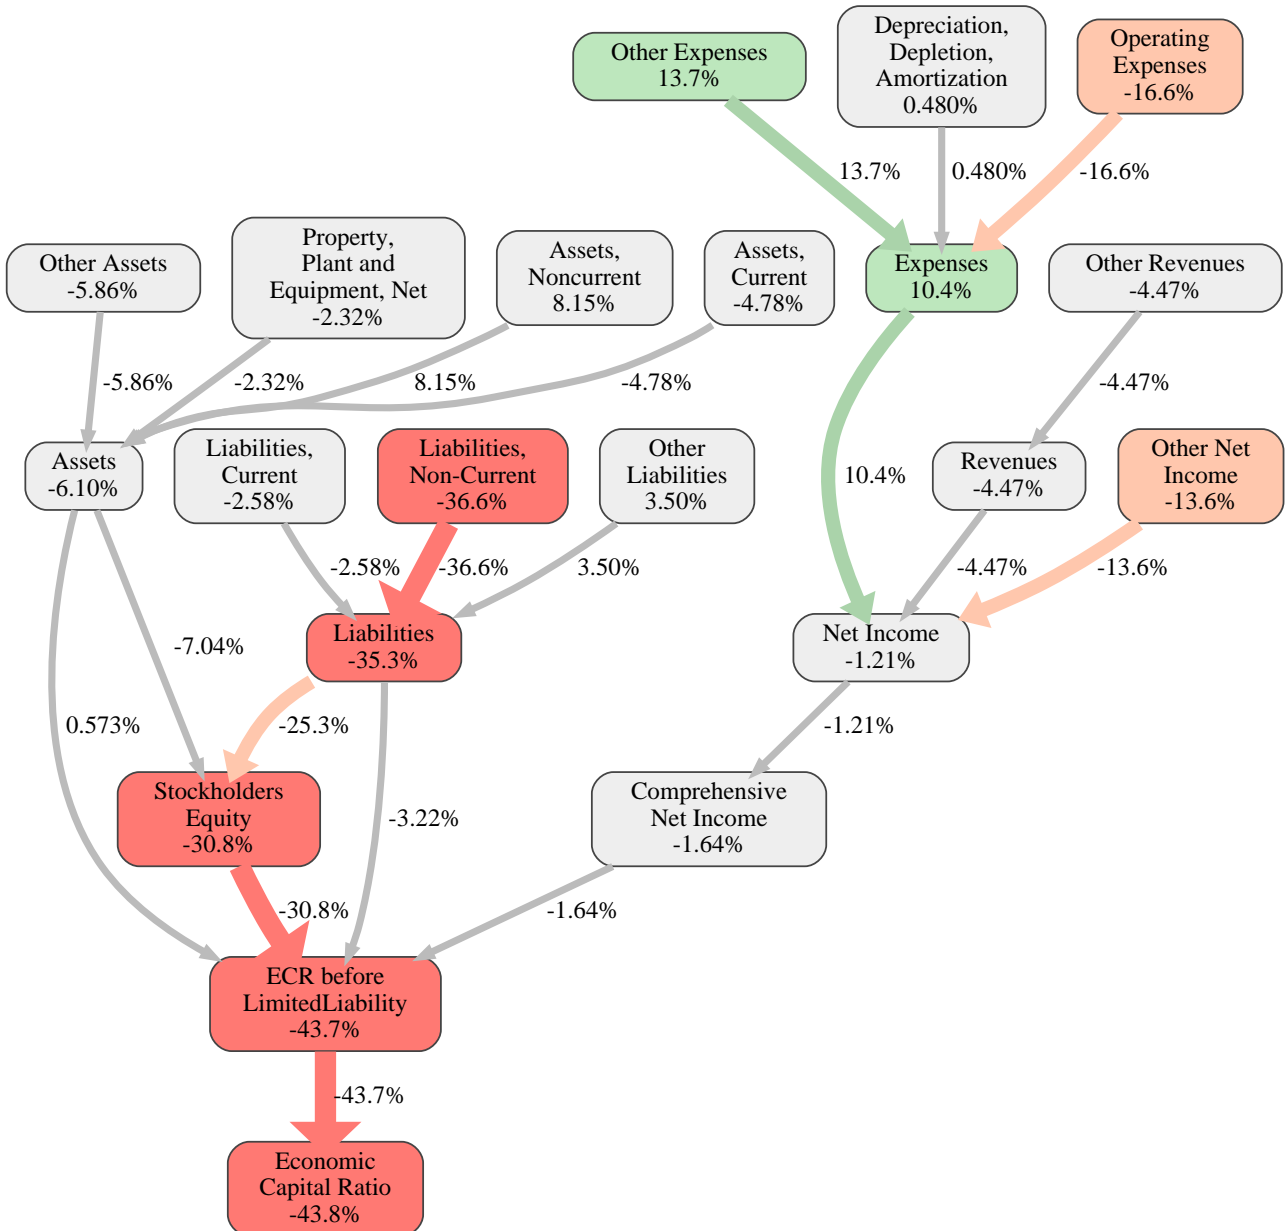 Other Expenses
13.7%
Depreciation,
Depletion,
Amortization
0.480%
Operating
Expenses
-16.6%
13.7%
0.480%
-16.6%
Other Assets
-5.86%
Property,
Plant and
Equipment, Net
-2.32%
Assets,
Noncurrent
8.15%
Assets,
Current
-4.78%
Expenses
10.4%
Other Revenues
-4.47%
-5.86%
-2.32%
8.15%
-4.78%
-4.47%
Assets
-6.10%
Liabilities,
Current
-2.58%
Liabilities,
Non-Current
-36.6%
Other
Liabilities
3.50%
10.4%
Revenues
-4.47%
Other Net
Income
-13.6%
-2.58%
-36.6%
3.50%
-4.47%
-13.6%
Liabilities
-35.3%
Net Income
-1.21%
-7.04%
0.573%
-25.3%
-1.21%
Stockholders
Equity
-30.8%
-3.22%
Comprehensive
Net Income
-1.64%
-30.8%
-1.64%
ECR before
LimitedLiability
-43.7%
-43.7%
Economic
Capital Ratio
-43.8%